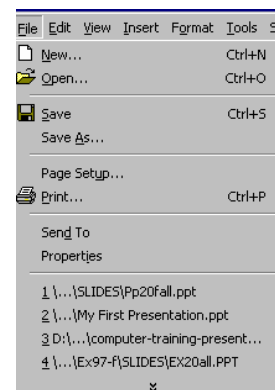 File Edit View Insert Format Tools S
New... Ctrl+N
Open... Ctrl+O
Save Ctrl+S
Save As...
Page Setup...
Print... Ctrl+P
Send To
Properties
1 \...\SLIDES\Pp20fall.ppt
2 \...\My First Presentation.ppt
3 D:\...\computer-training-present...
4 \...\Ex97-f\SLIDES\EX20all.PPT